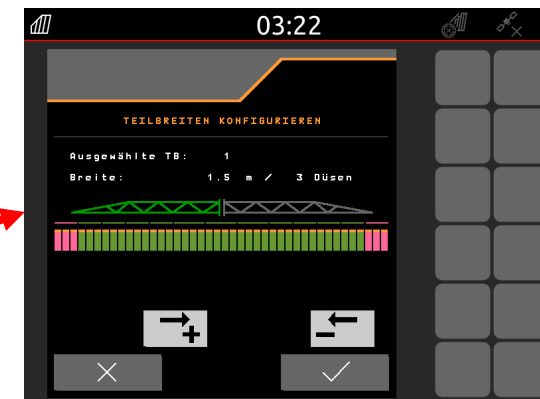 03:22
TEILBREITEN KONFIGURIEREN
Ausgewählte TB: 1
Breite: 1.5 m / 3 Düsen